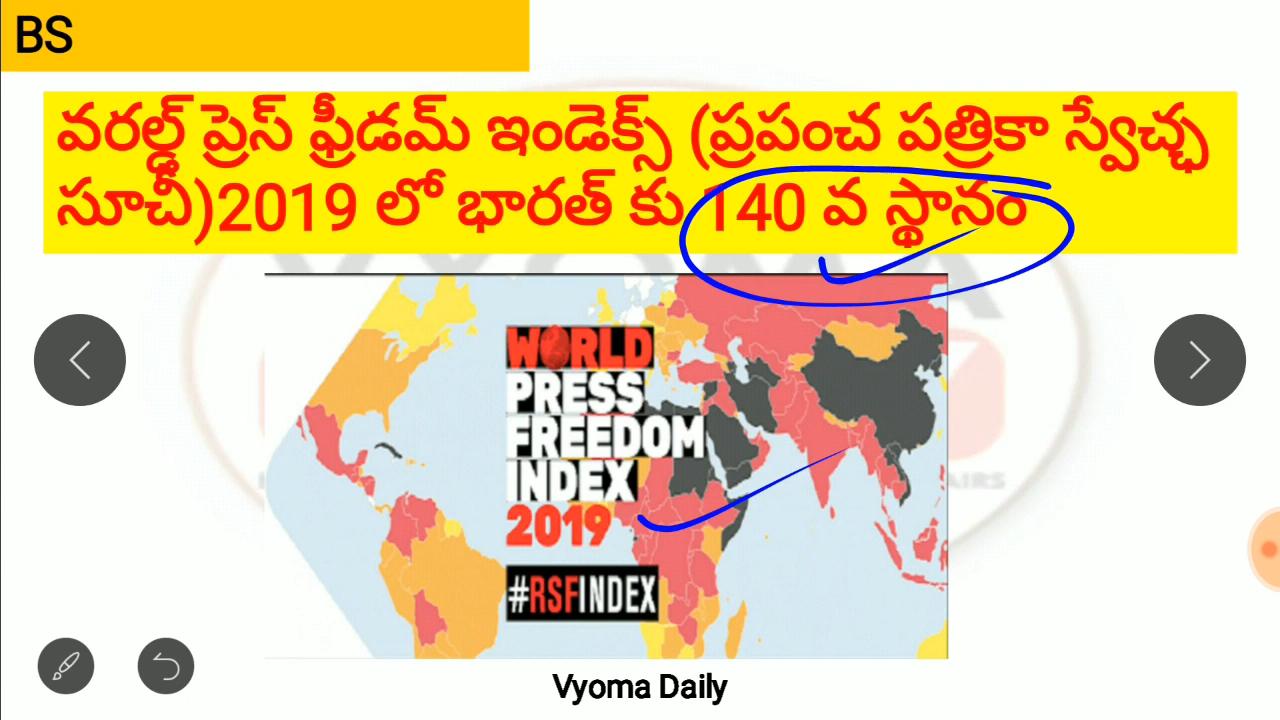 BS
వరల్డ్ ప్రెస్ ఫ్రీడమ్ ఇండెక్స్ (ప్రపంచ పత్రికా స్వేచ్ఛ
సూచీ)2019 లో భారత్ కు 140 వ స్థానం
WORLD
PRESS
FREEDOM
INDEX
2019
#RSFINDEX
Vyoma Daily